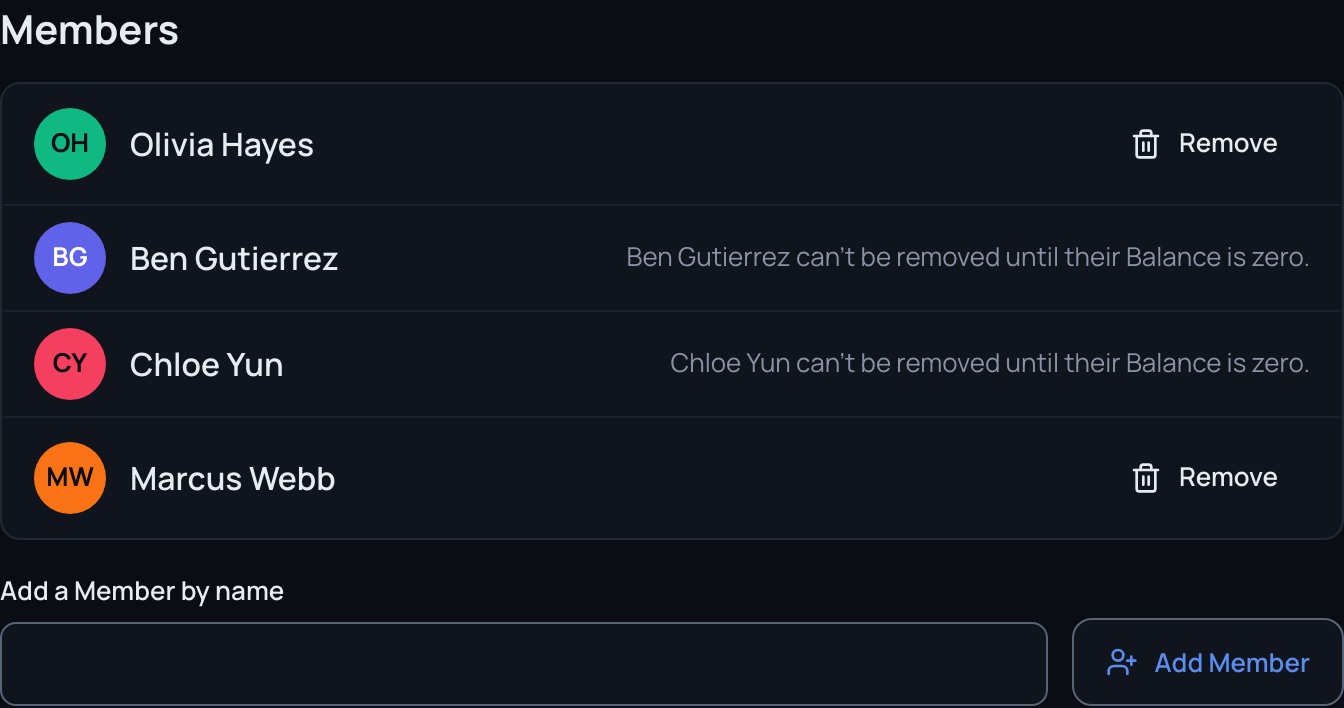 Members
OH Olivia Hayes Remove
BG Ben Gutierrez Ben Gutierrez can't be removed until their Balance is zero.
CY Chloe Yun Chloe Yun can't be removed until their Balance is zero.
MW Marcus Webb Remove
Add a Member by name
Add Member